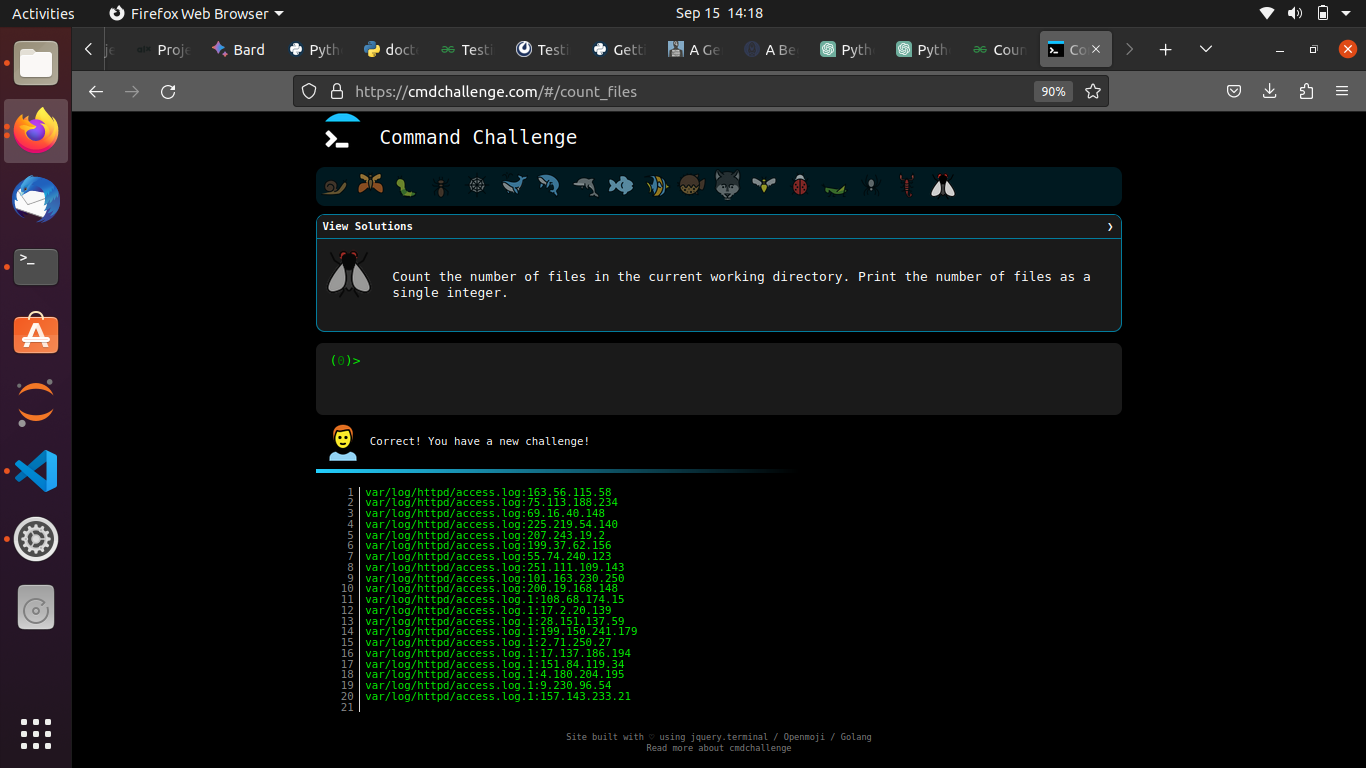 Activities
Firefox Web Browser
Sep 15 14:18
Proje
Bard
Pyth
docto
Testi
Testi
Getti
A Ge
A Be
Pyth
Pyth
Coun
Co
https://cmdchallenge.com/#/count_files
90%
Command Challenge
View Solutions
Count the number of files in the current working directory. Print the number of files as a
single integer.
(0)>
Correct! You have a new challenge!
1 var/log/httpd/access.log:163.56.115.58
2 var/log/httpd/access.log:75.113.188.234
3 var/log/httpd/access.log:69.16.40.148
4 var/log/httpd/access.log:225.219.54.140
5 var/log/httpd/access.log:207.243.19.2
6 var/log/httpd/access.log:199.37.62.156
7 var/log/httpd/access.log:55.74.240.123
8 var/log/httpd/access.log:251.111.109.143
9 var/log/httpd/access.log:101.163.230.250
10 var/log/httpd/access.log:200.19.168.148
11 var/log/httpd/access.log.1:108.68.174.15
12 var/log/httpd/access.log.1:17.2.20.139
13 var/log/httpd/access.log.1:28.151.137.59
14 var/log/httpd/access.log.1:199.150.241.179
15 var/log/httpd/access.log.1:2.71.250.27
16 var/log/httpd/access.log.1:17.137.186.194
17 var/log/httpd/access.log.1:151.84.119.34
18 var/log/httpd/access.log.1:4.180.204.195
19 var/log/httpd/access.log.1:9.230.96.54
20 var/log/httpd/access.log.1:157.143.233.21
21
Site built with ♡ using jquery.terminal / Openmoji / Golang
Read more about cmdchallenge